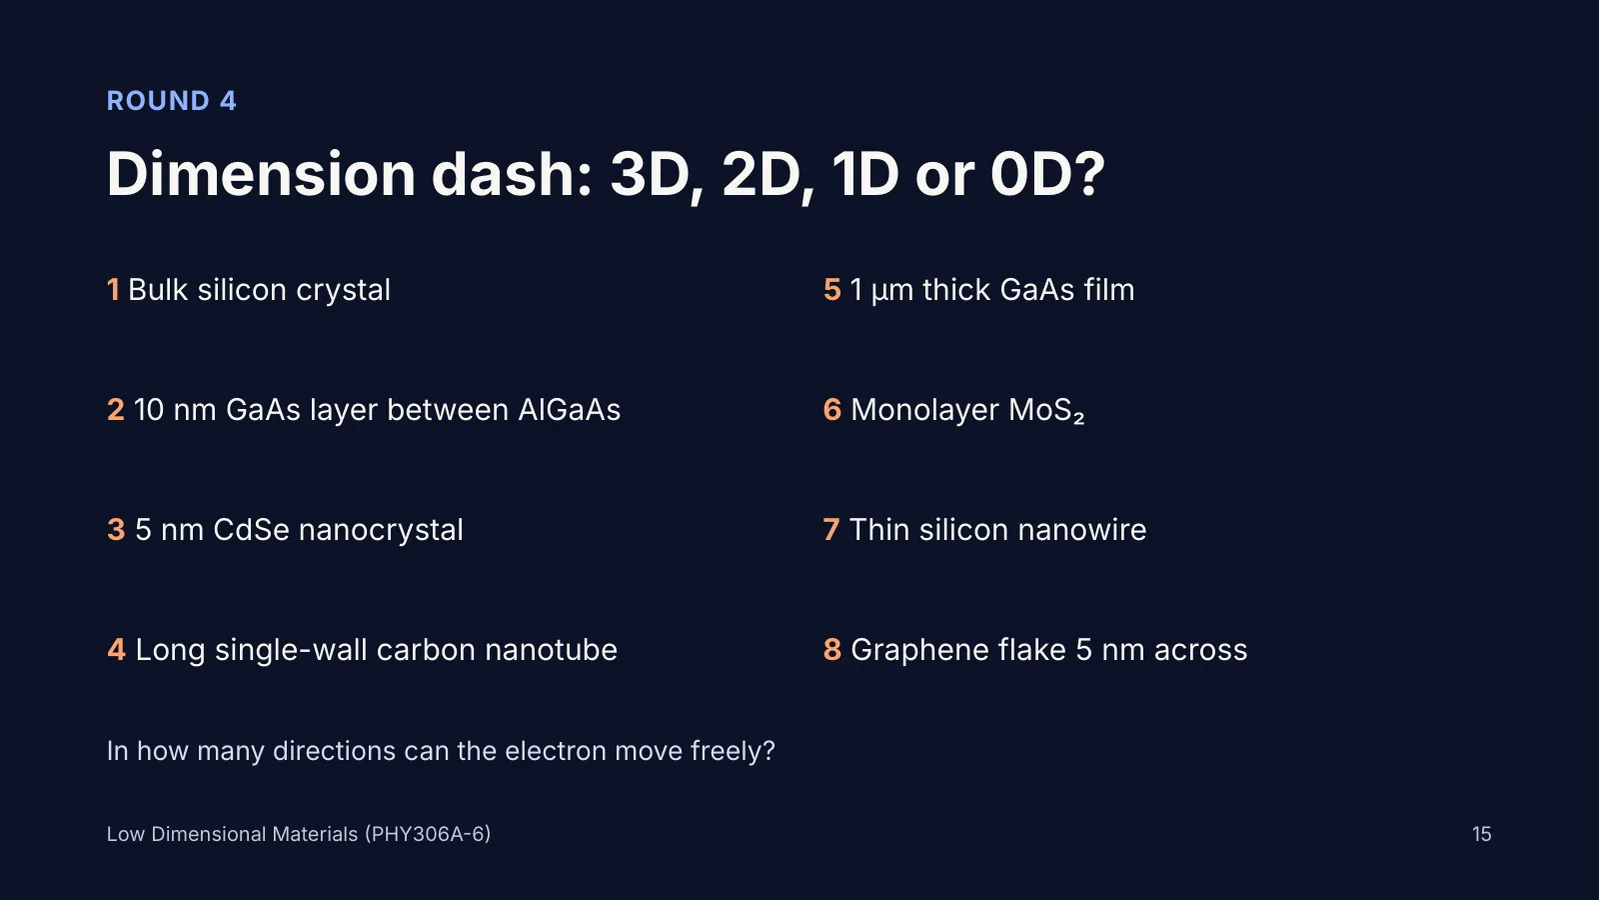 ROUND 4
Dimension dash: 3D, 2D, 1D or 0D?
1 Bulk silicon crystal
2 10 nm GaAs layer between AlGaAs
3 5 nm CdSe nanocrystal
4 Long single-wall carbon nanotube
5 1 µm thick GaAs film
6 Monolayer MoS₂
7 Thin silicon nanowire
8 Graphene flake 5 nm across
In how many directions can the electron move freely?
Low Dimensional Materials (PHY306A-6)
15